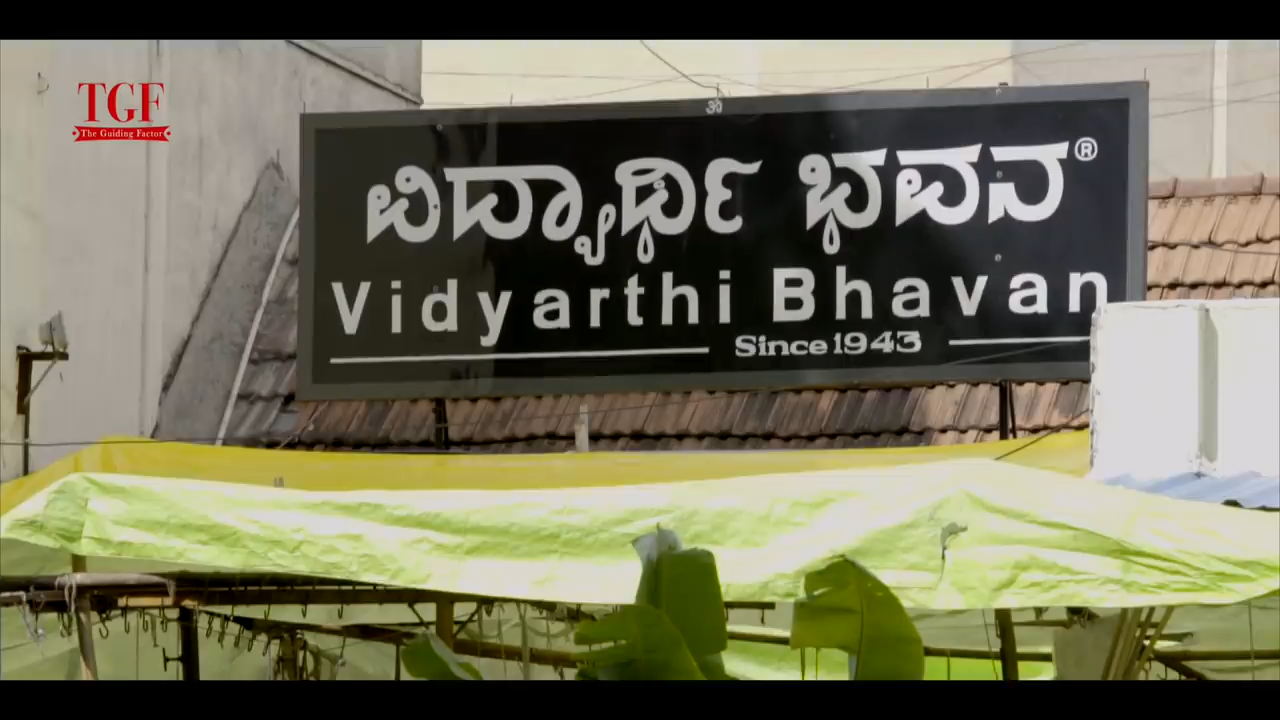 TGF
The Guiding Factor
ಓಂ
ವಿದ್ಯಾರ್ಥಿ ಭವನ®
Vidyarthi Bhavan
Since 1943